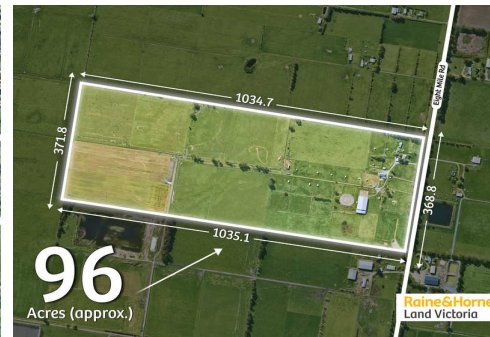 1034.7
Eight Mile Rd
371.8
368.8
1035.1
96
Acres (approx.)
Raine&Horne
Land Victoria